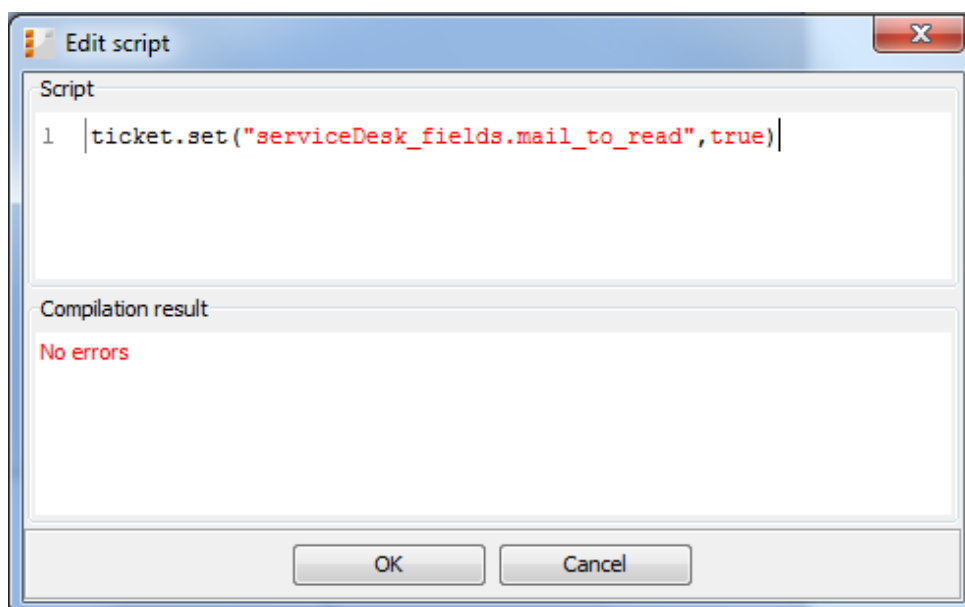 Edit script
Script
1 ticket.set("serviceDesk_fields.mail_to_read",true)
Compilation result
No errors
OK Cancel